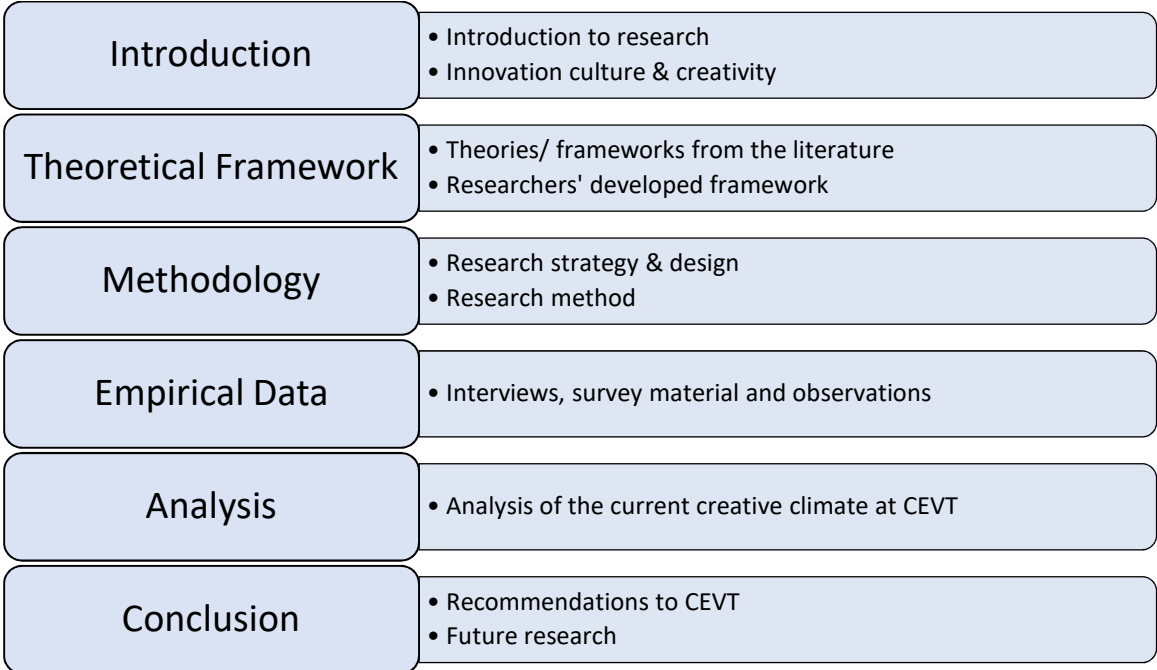 Introduction
• Introduction to research
• Innovation culture & creativity
Theoretical Framework
• Theories/ frameworks from the literature
• Researchers' developed framework
Methodology
• Research strategy & design
• Research method
Empirical Data
• Interviews, survey material and observations
Analysis
• Analysis of the current creative climate at CEVT
Conclusion
• Recommendations to CEVT
• Future research